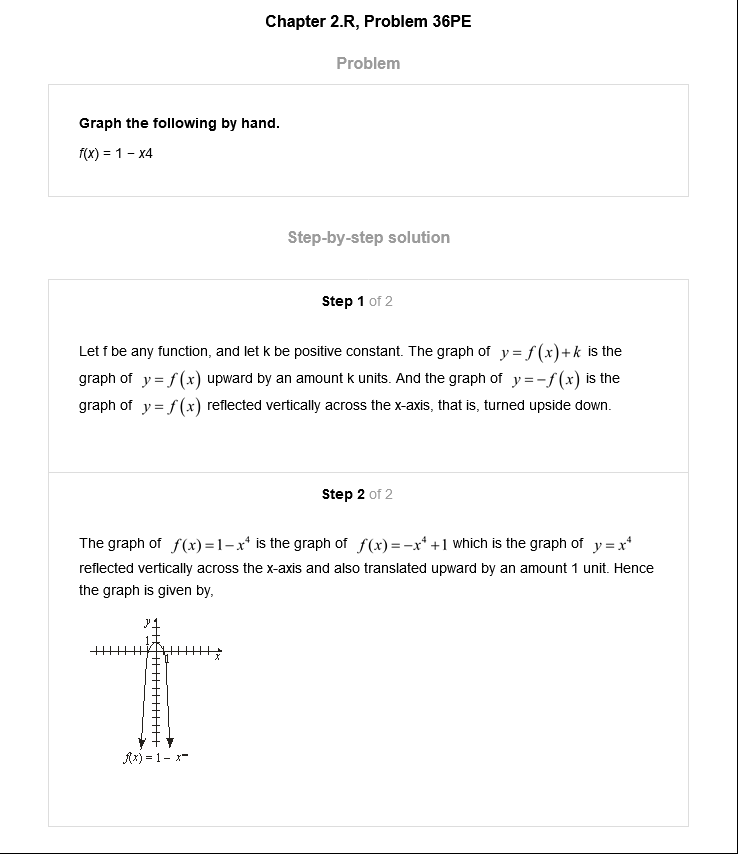 Chapter 2.R, Problem 36PE
Problem
Graph the following by hand.
f(x) = 1 − x4
Step-by-step solution
Step 1 of 2
Let f be any function, and let k be positive constant. The graph of y = f(x)+k is the
graph of y = f(x) upward by an amount k units. And the graph of y = −f(x) is the
graph of y = f(x) reflected vertically across the x-axis, that is, turned upside down.
Step 2 of 2
The graph of f(x) = 1 − x⁴ is the graph of f(x) = −x⁴ + 1 which is the graph of y = x⁴
reflected vertically across the x-axis and also translated upward by an amount 1 unit. Hence
the graph is given by,
y
1
1
x
f(x) = 1 − x